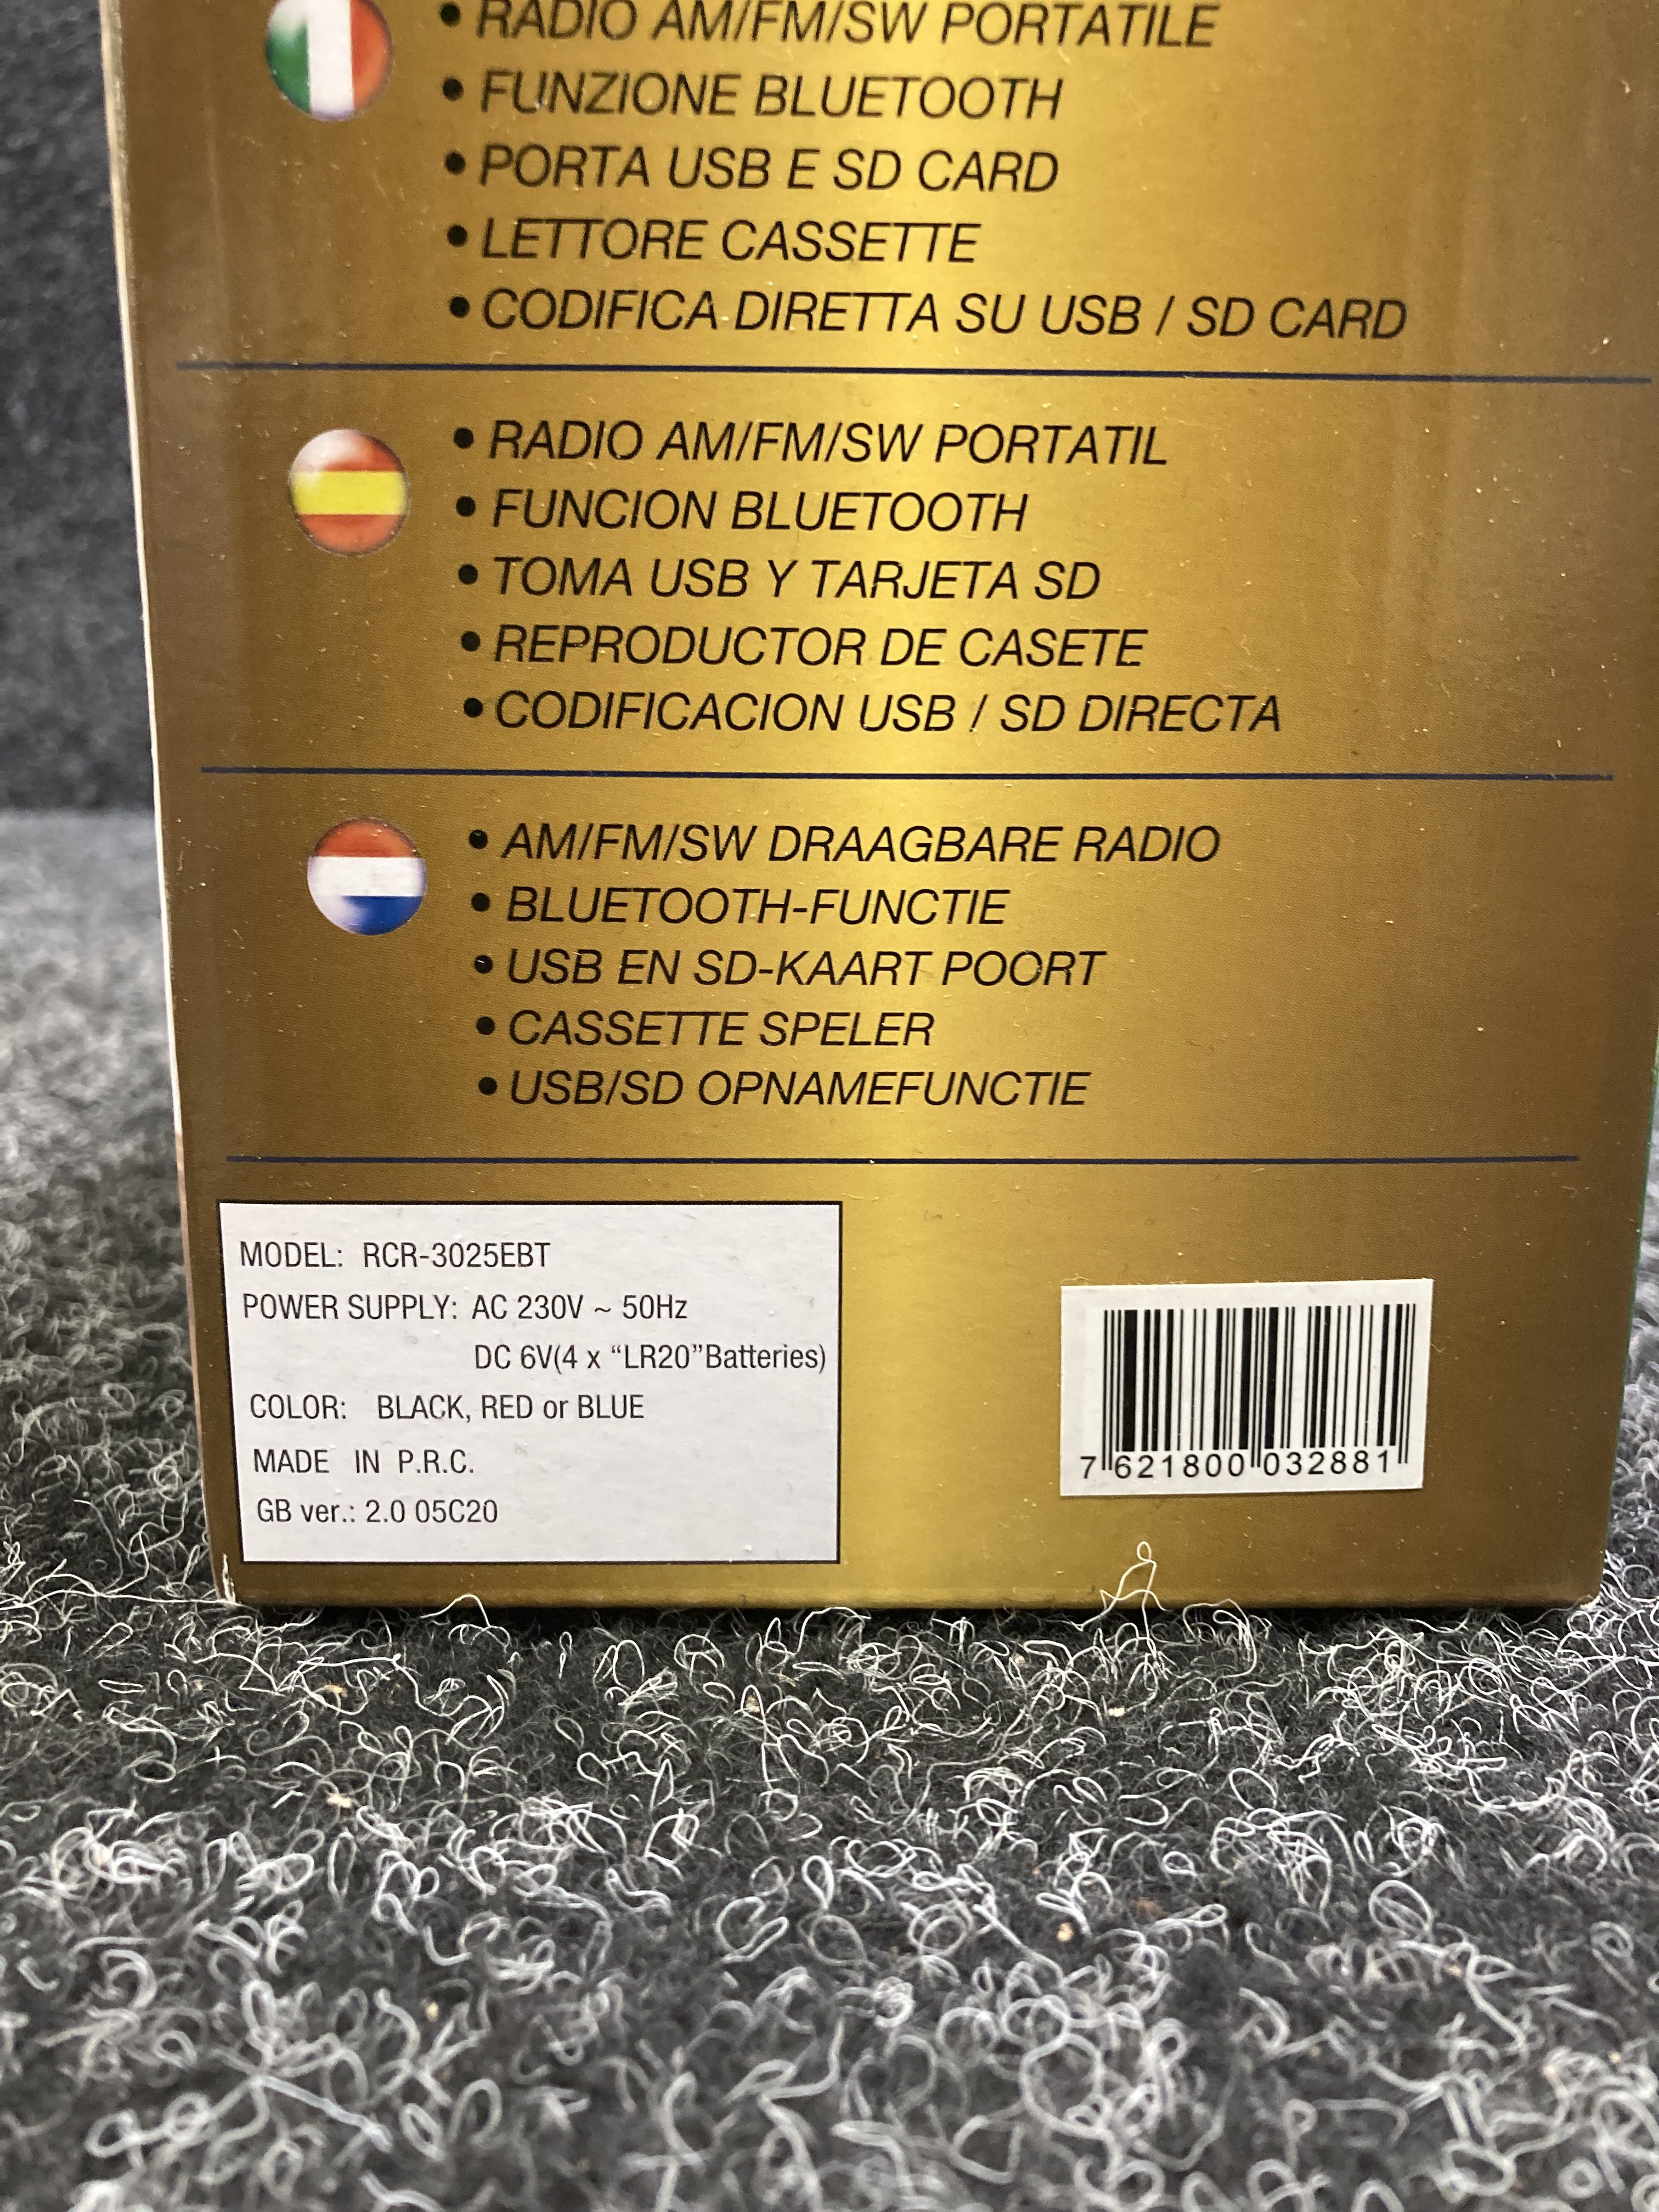 • RADIO AM/FM/SW PORTATILE
• FUNZIONE BLUETOOTH
• PORTA USB E SD CARD
• LETTORE CASSETTE
• CODIFICA DIRETTA SU USB / SD CARD
• RADIO AM/FM/SW PORTATIL
• FUNCION BLUETOOTH
• TOMA USB Y TARJETA SD
• REPRODUCTOR DE CASETE
• CODIFICACION USB / SD DIRECTA
• AM/FM/SW DRAAGBARE RADIO
• BLUETOOTH-FUNCTIE
• USB EN SD-KAART POORT
• CASSETTE SPELER
• USB/SD OPNAMEFUNCTIE
MODEL: RCR-3025EBT
POWER SUPPLY: AC 230V ~ 50Hz
DC 6V(4 x “LR20”Batteries)
COLOR: BLACK, RED or BLUE
MADE IN P.R.C.
GB ver.: 2.0 05C20
7 621800 032881